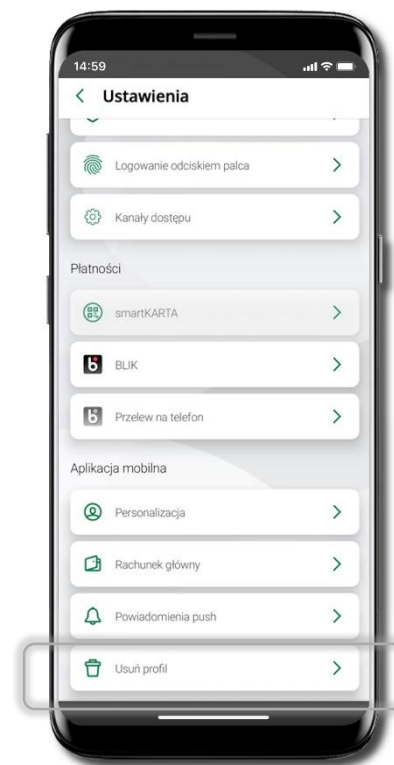 14:59
Ustawienia
Logowanie odciskiem palca
Kanały dostępu
Płatności
smartKARTA
BLIK
Przelew na telefon
Aplikacja mobilna
Personalizacja
Rachunek główny
Powiadomienia push
Usuń profil